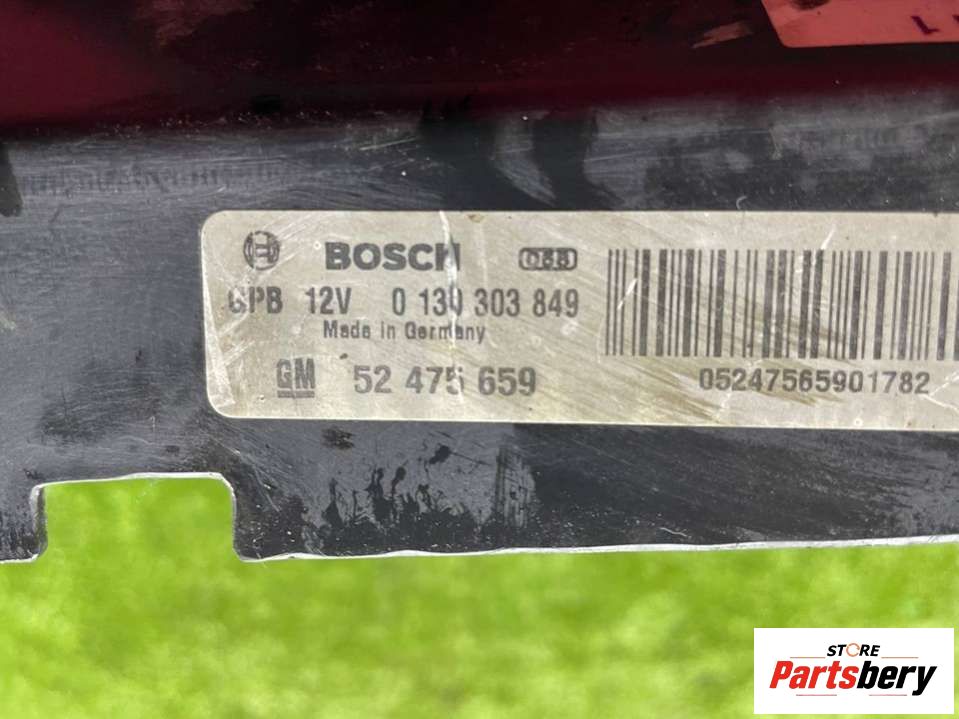 BOSCH
GPB 12V 0 130 303 849
Made in Germany
GM 52 475 659
05247565901782
STORE
Partsbery